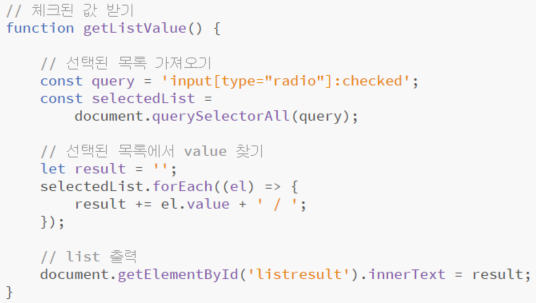 // 체크된 값 받기
function getListValue() {
// 선택된 목록 가져오기
const query = 'input[type="radio"]:checked';
const selectedList =
document.querySelectorAll(query);
// 선택된 목록에서 value 찾기
let result = '';
selectedList.forEach((el) => {
result += el.value + ' / ';
});
// list 출력
document.getElementById('listresult').innerText = result;
}